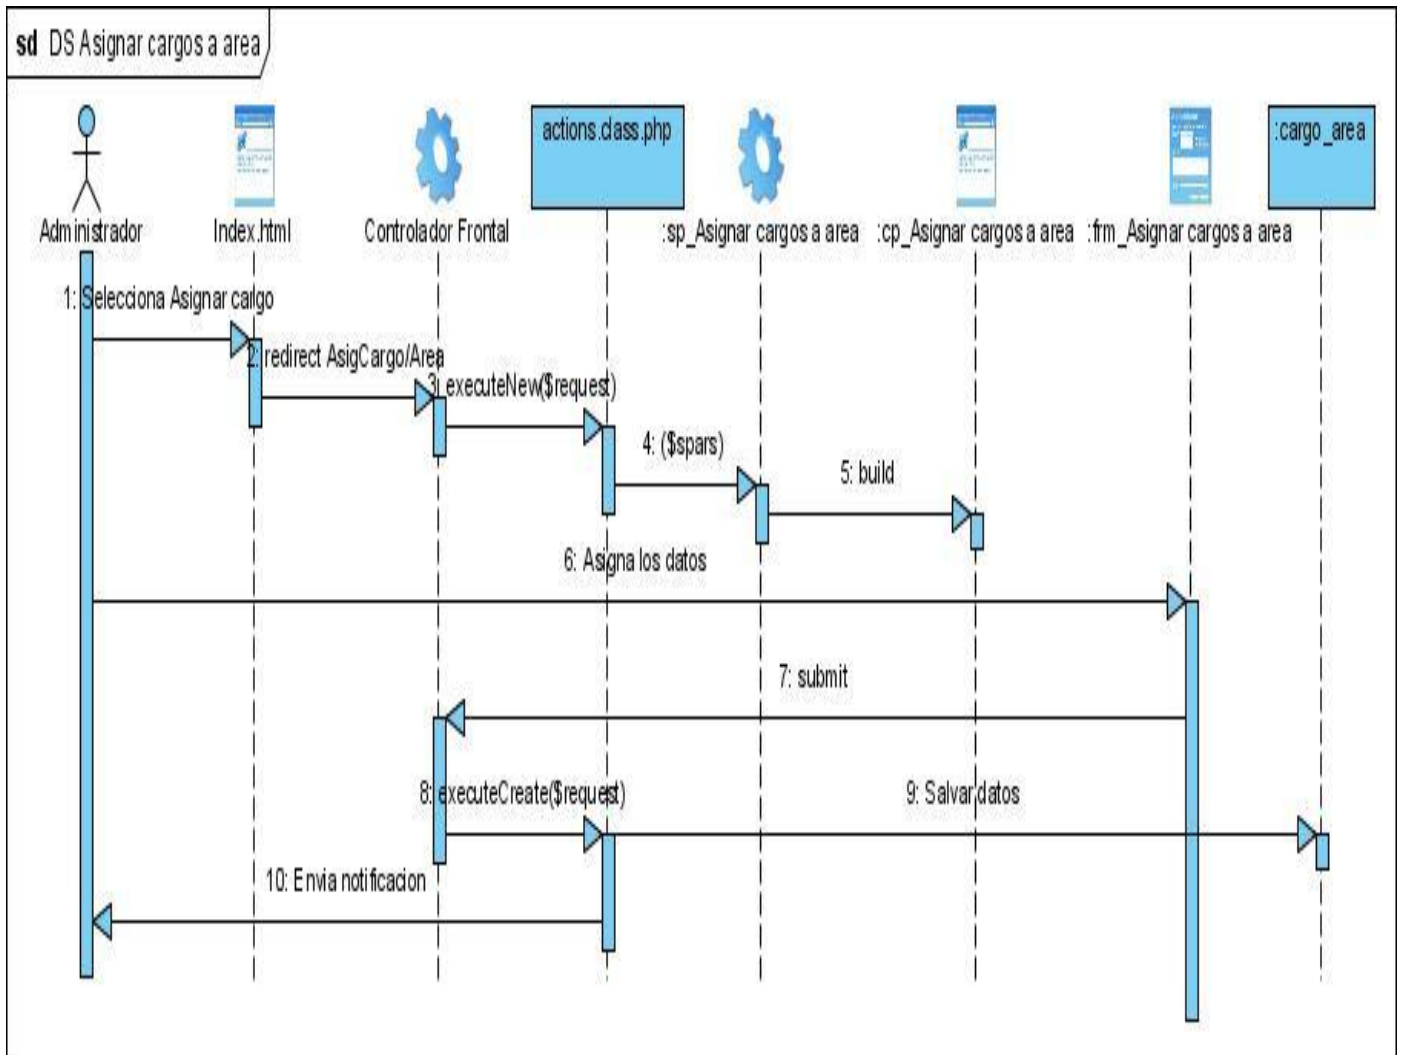 sd DS Asignar cargos a area
actions.class.php
:cargo_area
Administrador
Index.html
Controlador Frontal
:sp_Asignar cargos a area
:cp_Asignar cargos a area
:frm_Asignar cargos a area
1: Selecciona Asignar cargo
2: redirect AsigCargo/Area
3: executeNew($request)
4: ($spars)
5: build
6: Asigna los datos
7: submit
8: executeCreate($request)
9: Salvar datos
10: Envia notificacion